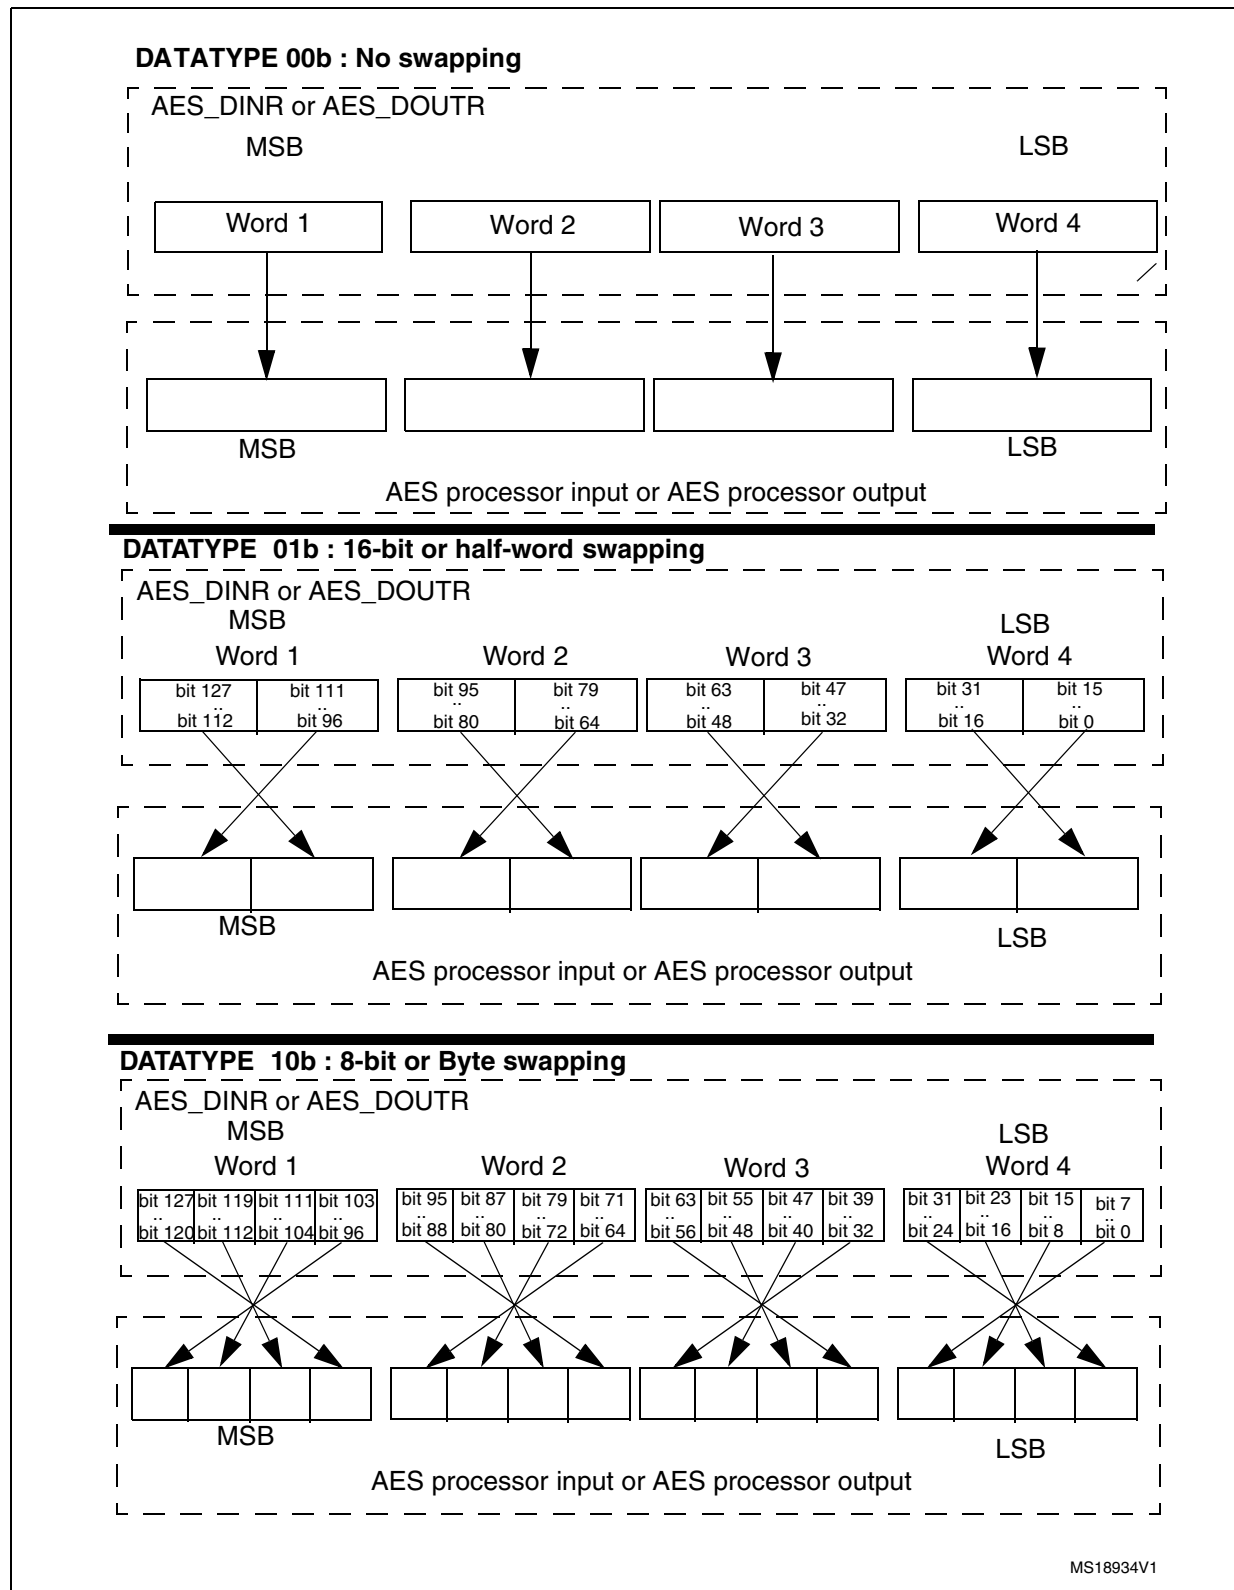 DATATYPE 00b : No swapping
AES_DINR or AES_DOUTR
MSB LSB
Word 1 Word 2 Word 3 Word 4
MSB LSB
AES processor input or AES processor output
DATATYPE 01b : 16-bit or half-word swapping
AES_DINR or AES_DOUTR
MSB LSB
Word 1 Word 2 Word 3 Word 4
bit 127 bit 111 bit 95 bit 79 bit 63 bit 47 bit 31 bit 15
.. .. .. .. .. .. .. ..
bit 112 bit 96 bit 80 bit 64 bit 48 bit 32 bit 16 bit 0
MSB LSB
AES processor input or AES processor output
DATATYPE 10b : 8-bit or Byte swapping
AES_DINR or AES_DOUTR
MSB LSB
Word 1 Word 2 Word 3 Word 4
bit 127 bit 119 bit 111 bit 103 bit 95 bit 87 bit 79 bit 71 bit 63 bit 55 bit 47 bit 39 bit 31 bit 23 bit 15 bit 7
.. .. .. .. .. .. .. .. .. .. .. .. .. .. .. ..
bit 120 bit 112 bit 104 bit 96 bit 88 bit 80 bit 72 bit 64 bit 56 bit 48 bit 40 bit 32 bit 24 bit 16 bit 8 bit 0
MSB LSB
AES processor input or AES processor output
MS18934V1